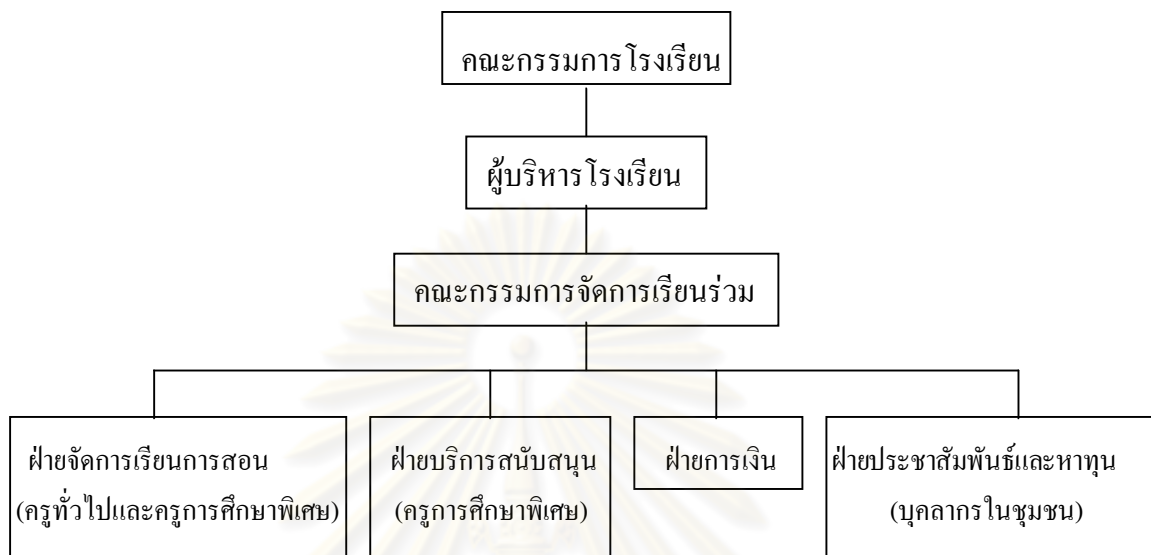 คณะกรรมการโรงเรียน
ผู้บริหารโรงเรียน
คณะกรรมการจัดการเรียนร่วม
ฝ่ายจัดการเรียนการสอน
(ครูทั่วไปและครูการศึกษาพิเศษ)
ฝ่ายบริการสนับสนุน
(ครูการศึกษาพิเศษ)
ฝ่ายการเงิน
ฝ่ายประชาสัมพันธ์และหาทุน
(บุคลากรในชุมชน)